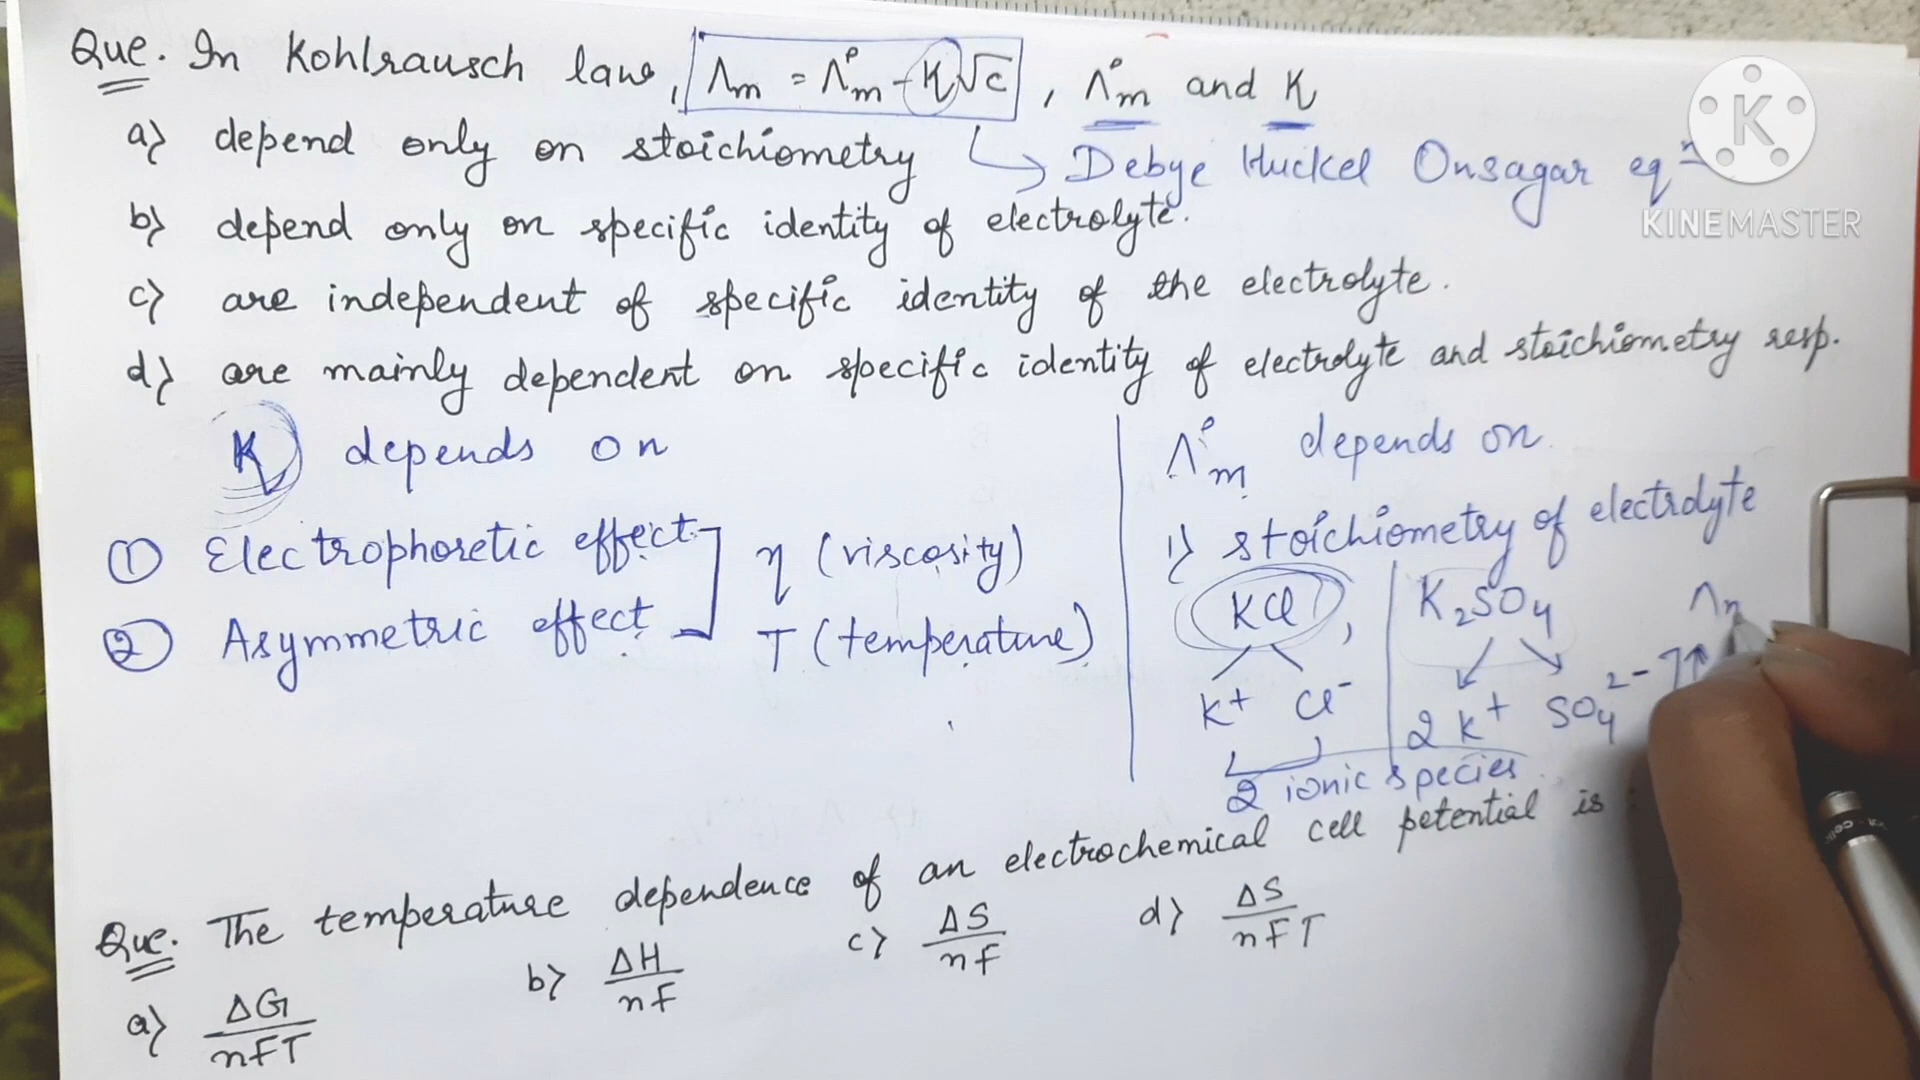 Que. In Kohlrausch law, Λm = Λ°m - K√c, Λ°m and K
a) depend only on stoichiometry
↳ Debye Huckel Onsagar eqⁿ
b) depend only on specific identity of electrolyte.
c) are independent of specific identity of the electrolyte.
d) are mainly dependent on specific identity of electrolyte and stoichiometry resp.
K depends on
① Electrophoretic effect
② Asymmetric effect
η (viscosity)
T (temperature)
Λ°m depends on
1) stoichiometry of electrolyte
KCl,
K⁺ Cl⁻
2 ionic species
K₂SO₄
2K⁺ SO₄²⁻ ↑
Que. The temperature dependence of an electrochemical cell potential is :
a) ΔG/nFT
b) ΔH/nF
c) ΔS/nF
d) ΔS/nFT
K
KINEMASTER